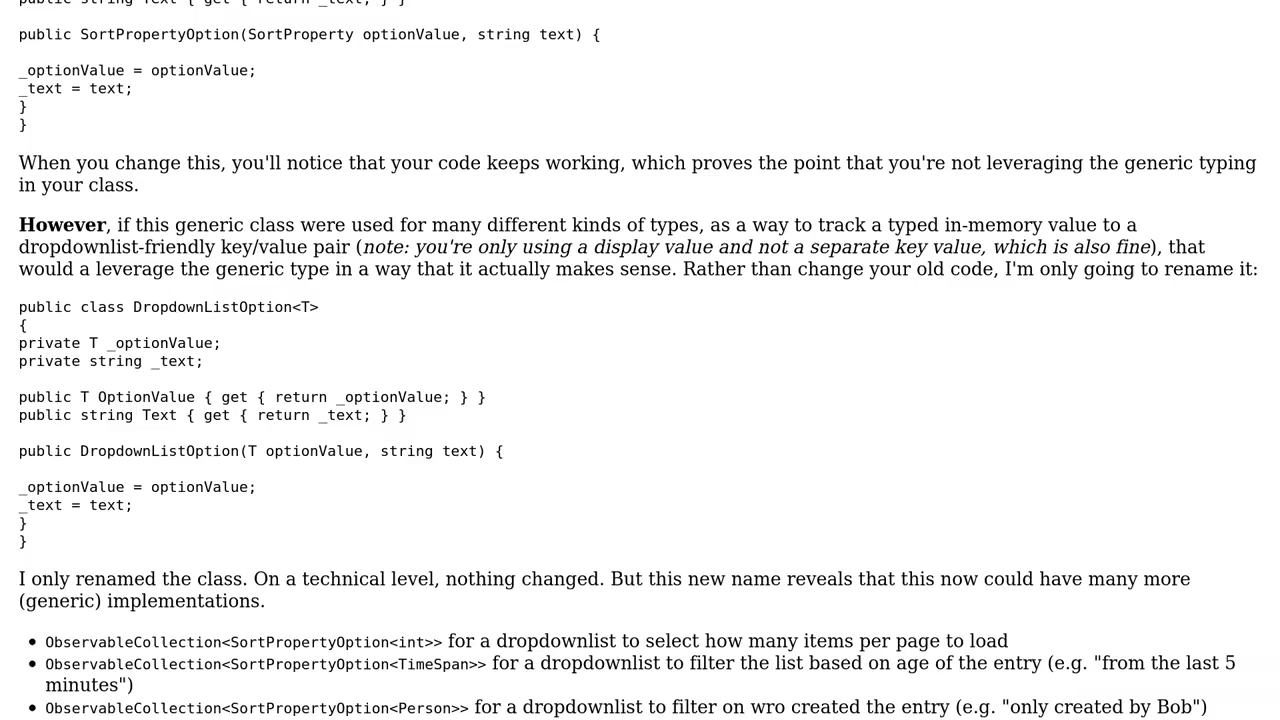 public string Text { get { return _text; } }
public SortPropertyOption(SortProperty optionValue, string text) {
_optionValue = optionValue;
_text = text;
}
}
When you change this, you'll notice that your code keeps working, which proves the point that you're not leveraging the generic typing
in your class.
However, if this generic class were used for many different kinds of types, as a way to track a typed in-memory value to a
dropdownlist-friendly key/value pair (note: you're only using a display value and not a separate key value, which is also fine), that
would a leverage the generic type in a way that it actually makes sense. Rather than change your old code, I'm only going to rename it:
public class DropdownListOption<T>
{
private T _optionValue;
private string _text;
public T OptionValue { get { return _optionValue; } }
public string Text { get { return _text; } }
public DropdownListOption(T optionValue, string text) {
_optionValue = optionValue;
_text = text;
}
}
I only renamed the class. On a technical level, nothing changed. But this new name reveals that this now could have many more
(generic) implementations.
• ObservableCollection<SortPropertyOption<int>> for a dropdownlist to select how many items per page to load
• ObservableCollection<SortPropertyOption<TimeSpan>> for a dropdownlist to filter the list based on age of the entry (e.g. "from the last 5
minutes")
• ObservableCollection<SortPropertyOption<Person>> for a dropdownlist to filter on wro created the entry (e.g. "only created by Bob")